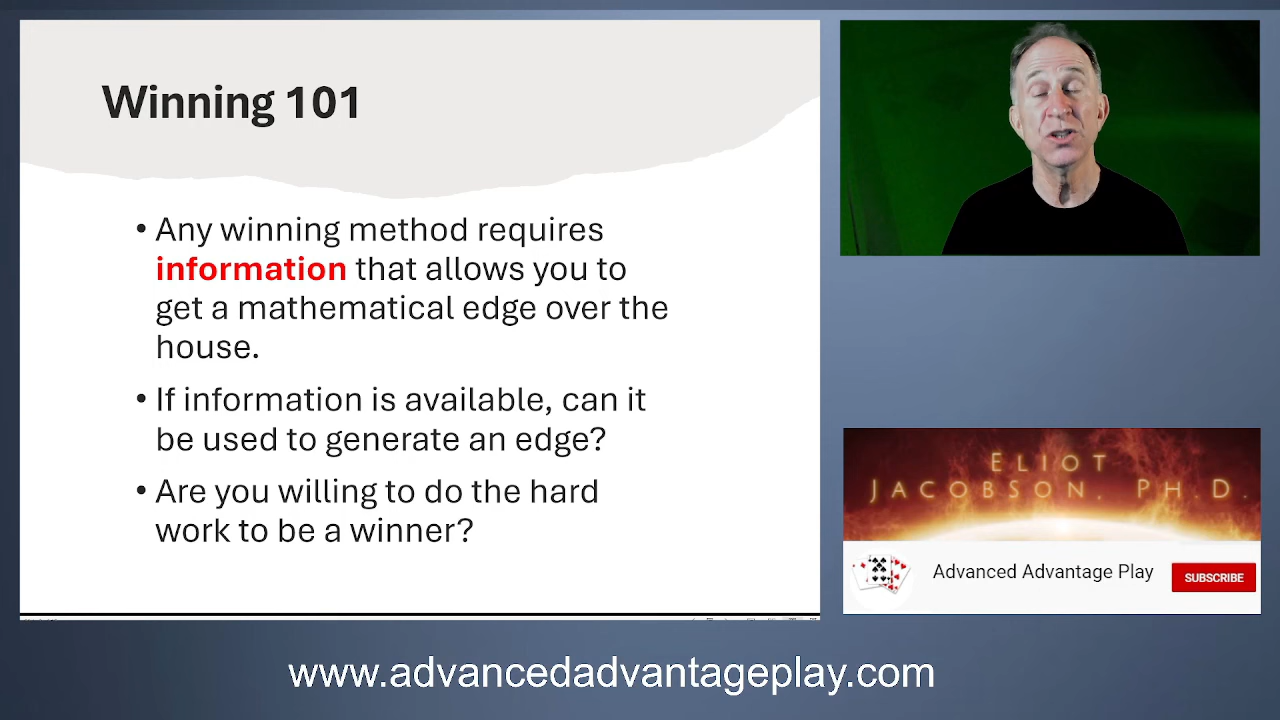 Winning 101
• Any winning method requires
information that allows you to
get a mathematical edge over the
house.
• If information is available, can it
be used to generate an edge?
• Are you willing to do the hard
work to be a winner?
ELIOT
JACOBSON, PH.D.
Advanced Advantage Play
SUBSCRIBE
www.advancedadvantageplay.com